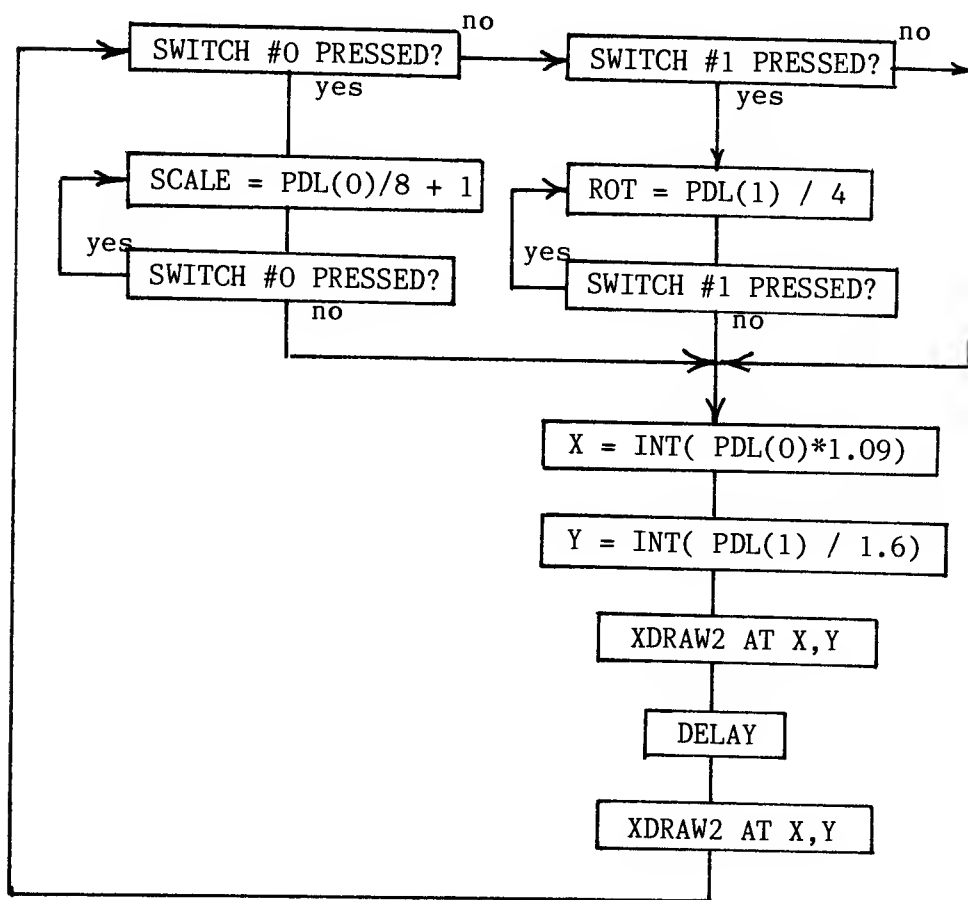 no
no
SWITCH #0 PRESSED?
SWITCH #1 PRESSED?
yes
yes
SCALE = PDL(0)/8 + 1
ROT = PDL(1) / 4
yes
yes
SWITCH #0 PRESSED?
SWITCH #1 PRESSED?
no
no
X = INT( PDL(0)*1.09)
Y = INT( PDL(1) / 1.6)
XDRAW2 AT X,Y
DELAY
XDRAW2 AT X,Y